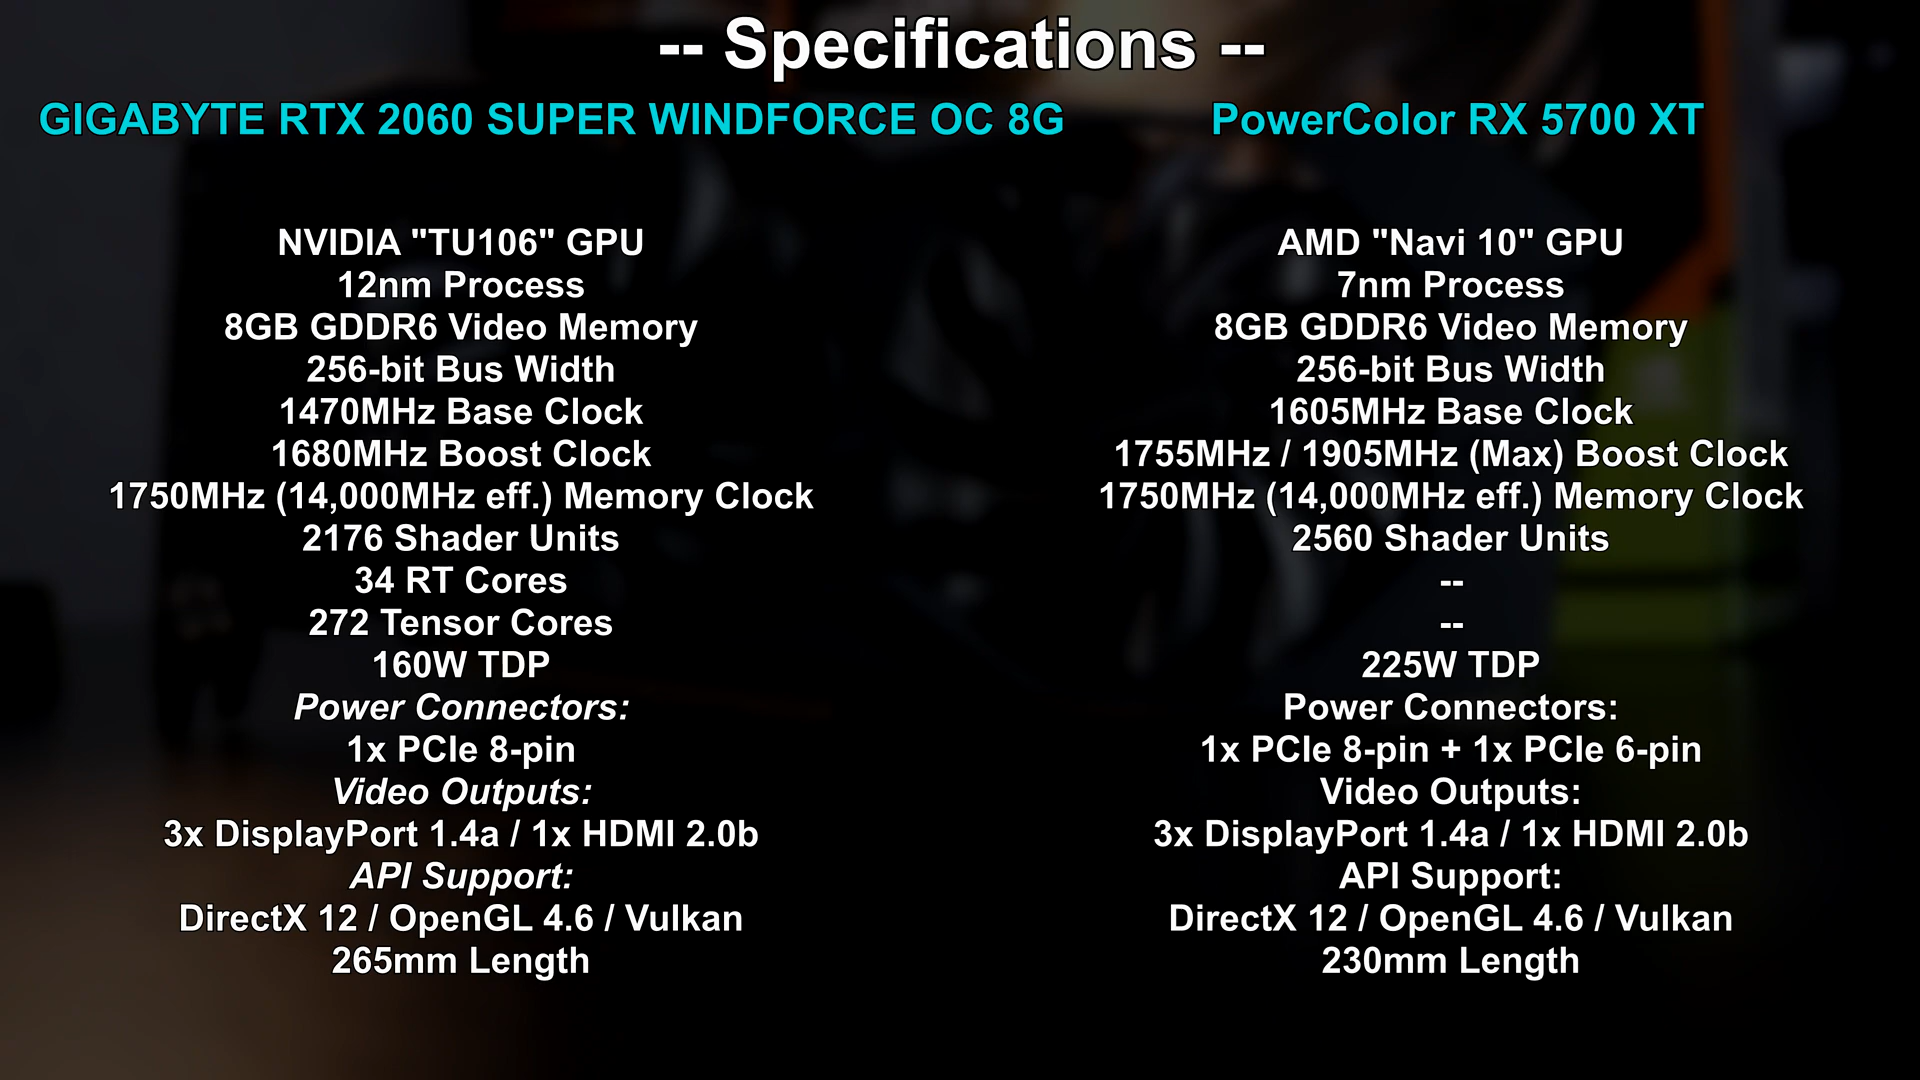 -- Specifications --
GIGABYTE RTX 2060 SUPER WINDFORCE OC 8G
NVIDIA "TU106" GPU
12nm Process
8GB GDDR6 Video Memory
256-bit Bus Width
1470MHz Base Clock
1680MHz Boost Clock
1750MHz (14,000MHz eff.) Memory Clock
2176 Shader Units
34 RT Cores
272 Tensor Cores
160W TDP
Power Connectors:
1x PCIe 8-pin
Video Outputs:
3x DisplayPort 1.4a / 1x HDMI 2.0b
API Support:
DirectX 12 / OpenGL 4.6 / Vulkan
265mm Length
PowerColor RX 5700 XT
AMD "Navi 10" GPU
7nm Process
8GB GDDR6 Video Memory
256-bit Bus Width
1605MHz Base Clock
1755MHz / 1905MHz (Max) Boost Clock
1750MHz (14,000MHz eff.) Memory Clock
2560 Shader Units
--
--
225W TDP
Power Connectors:
1x PCIe 8-pin + 1x PCIe 6-pin
Video Outputs:
3x DisplayPort 1.4a / 1x HDMI 2.0b
API Support:
DirectX 12 / OpenGL 4.6 / Vulkan
230mm Length